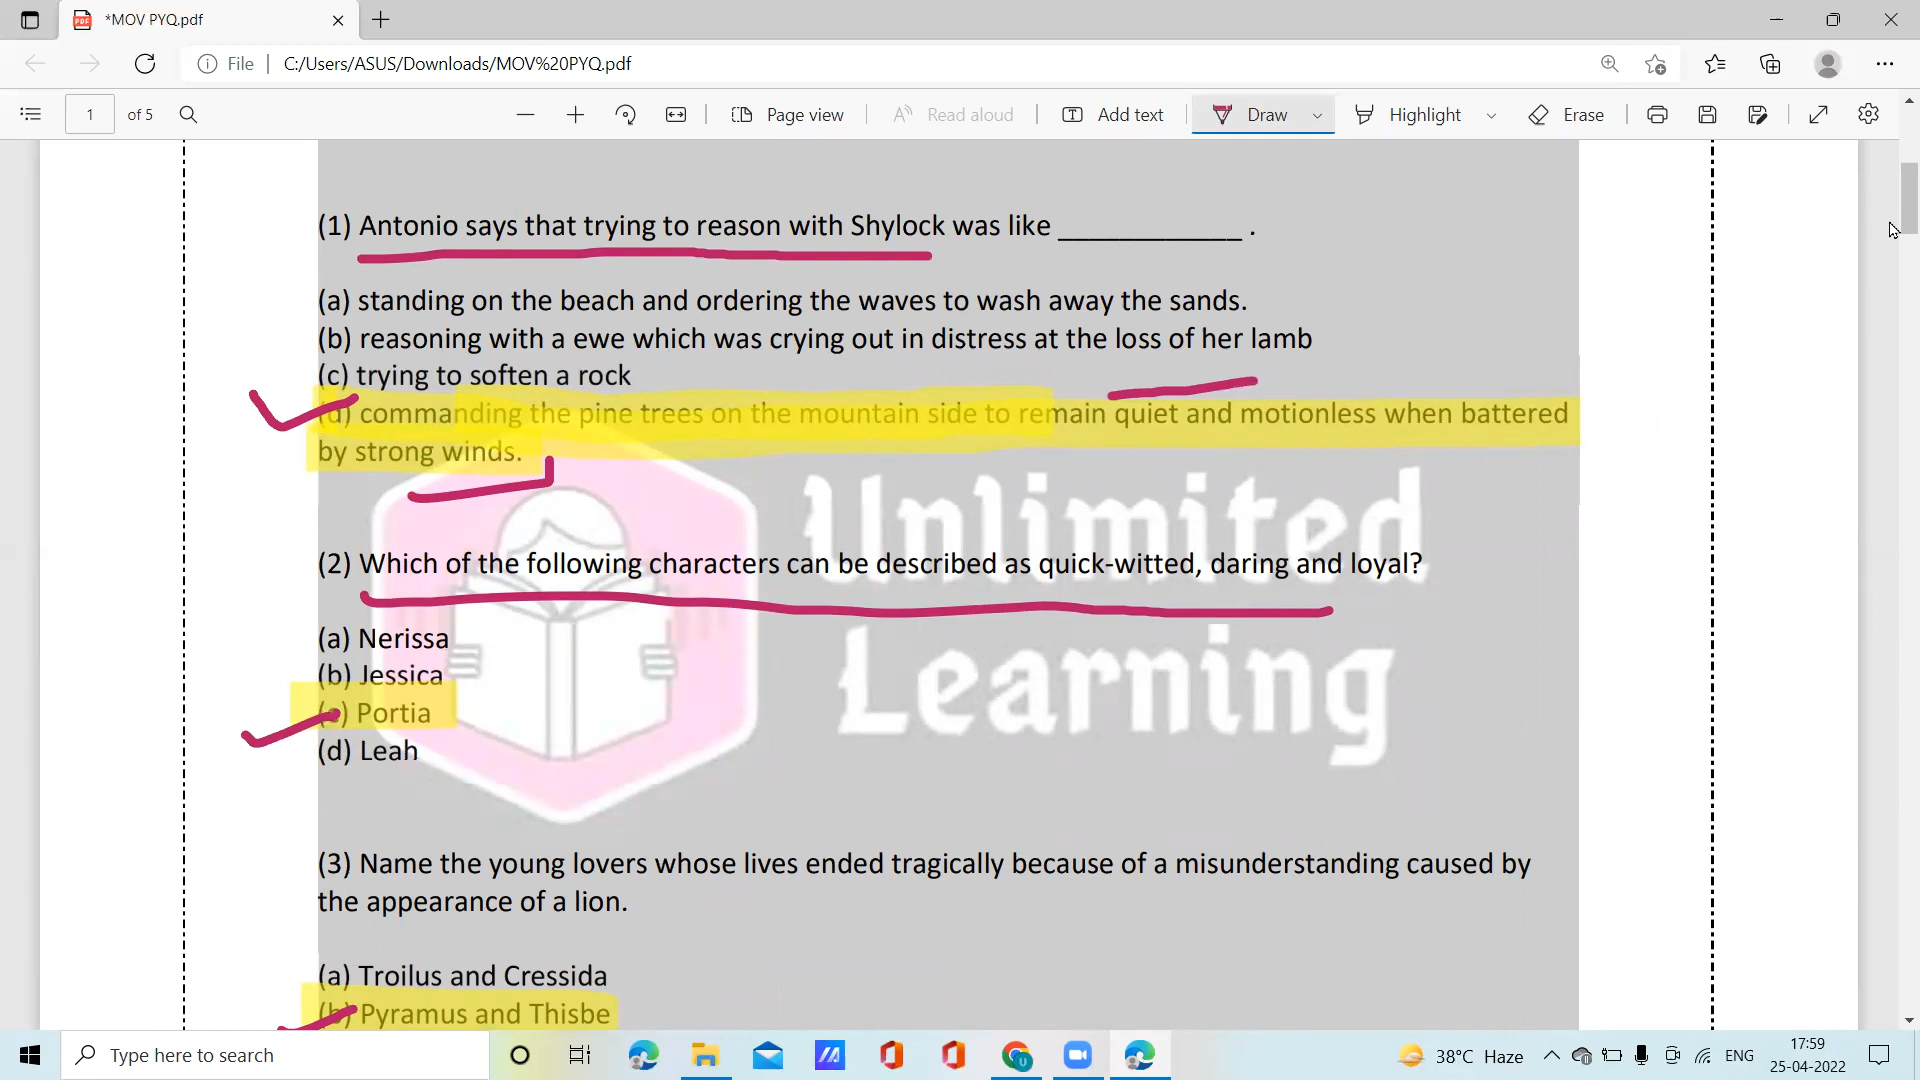 *MOV PYQ.pdf
File
C:/Users/ASUS/Downloads/MOV%20PYQ.pdf
1 of 5
Page view
Read aloud
Add text
Draw
Highlight
Erase
(1) Antonio says that trying to reason with Shylock was like ____________ .
(a) standing on the beach and ordering the waves to wash away the sands.
(b) reasoning with a ewe which was crying out in distress at the loss of her lamb
(c) trying to soften a rock
(d) commanding the pine trees on the mountain side to remain quiet and motionless when battered
by strong winds.
Unlimited
Learning
(2) Which of the following characters can be described as quick-witted, daring and loyal?
(a) Nerissa
(b) Jessica
(c) Portia
(d) Leah
(3) Name the young lovers whose lives ended tragically because of a misunderstanding caused by
the appearance of a lion.
(a) Troilus and Cressida
(b) Pyramus and Thisbe
Type here to search
38°C Haze
ENG
17:59
25-04-2022